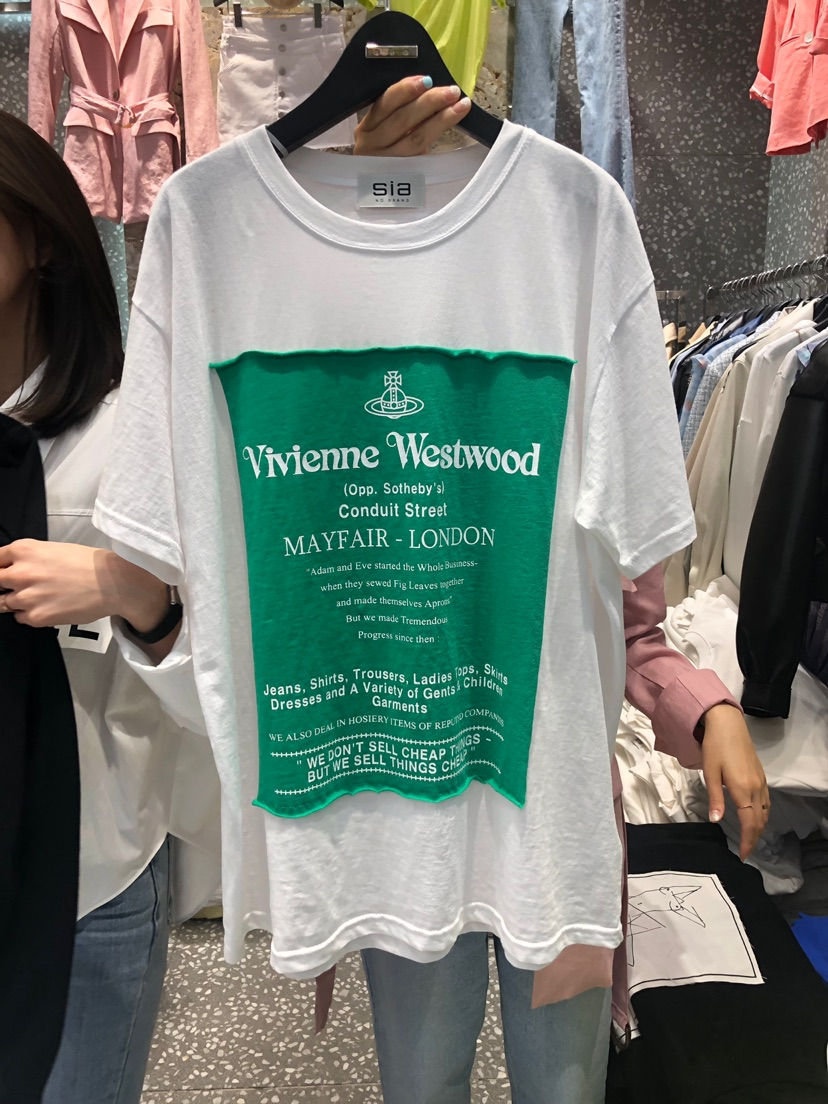 sia
NO BRAND
Vivienne Westwood
(Opp. Sotheby's)
Conduit Street
MAYFAIR - LONDON
"Adam and Eve started the Whole Business-
when they sewed Fig Leaves together
and made themselves Aprons"
But we made Tremendous
Progress since then :
Jeans, Shirts, Trousers, Ladies Tops, Skirts
Dresses and A Variety of Gents & Children
Garments
WE ALSO DEAL IN HOSIERY ITEMS OF REPUTED COMPANIES
" WE DON'T SELL CHEAP THINGS -
BUT WE SELL THINGS CHEAP "